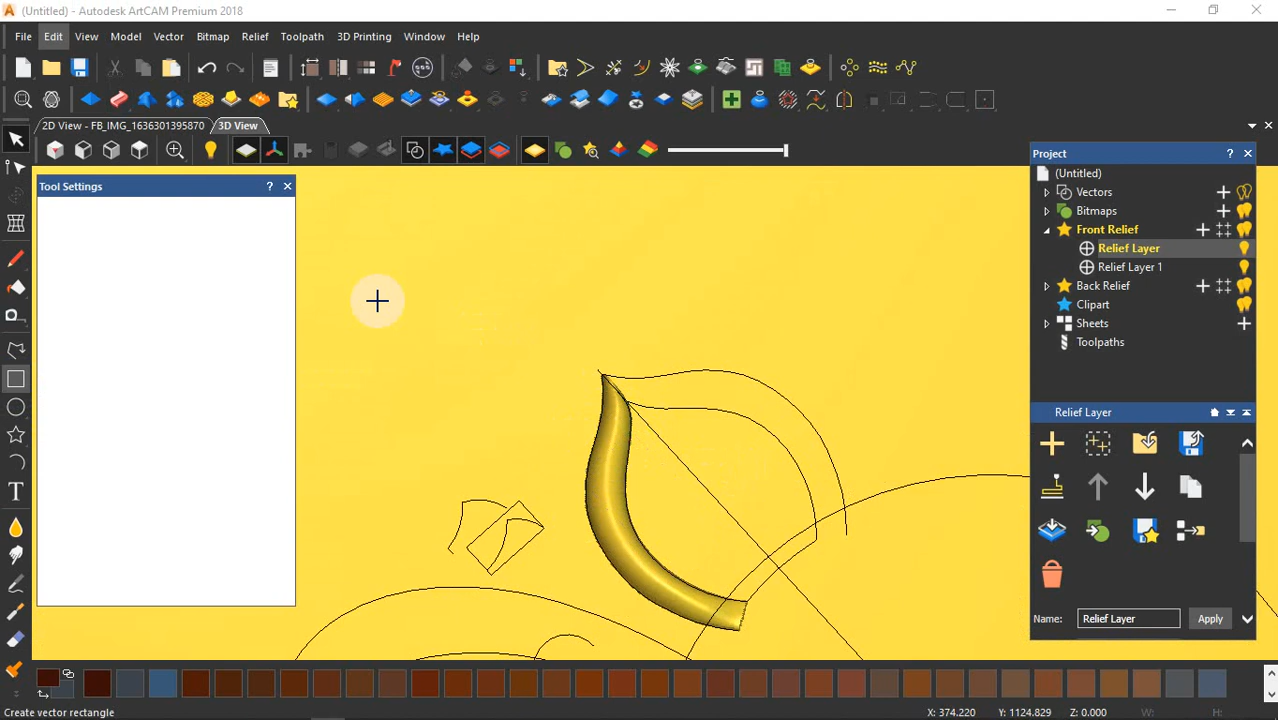 (Untitled) - Autodesk ArtCAM Premium 2018
File Edit View Model Vector Bitmap Relief Toolpath 3D Printing Window Help
2D View - FB_IMG_1636301395870 3D View
Tool Settings ?
Project ?
(Untitled)
Vectors
Bitmaps
Front Relief
Relief Layer
Relief Layer 1
Back Relief
Clipart
Sheets
Toolpaths
Relief Layer
Name: Relief Layer Apply
Create vector rectangle X: 374.220 Y: 1124.829 Z: 0.000 W: H: